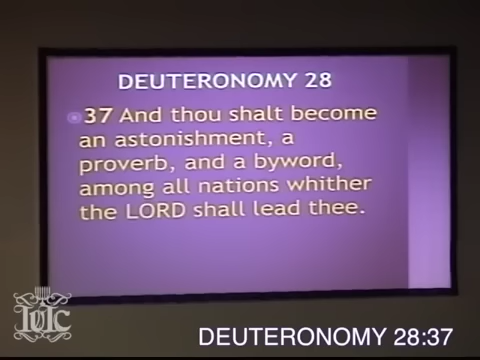 DEUTERONOMY 28
37 And thou shalt become
an astonishment, a
proverb, and a byword,
among all nations whither
the LORD shall lead thee.
IUIC
DEUTERONOMY 28:37